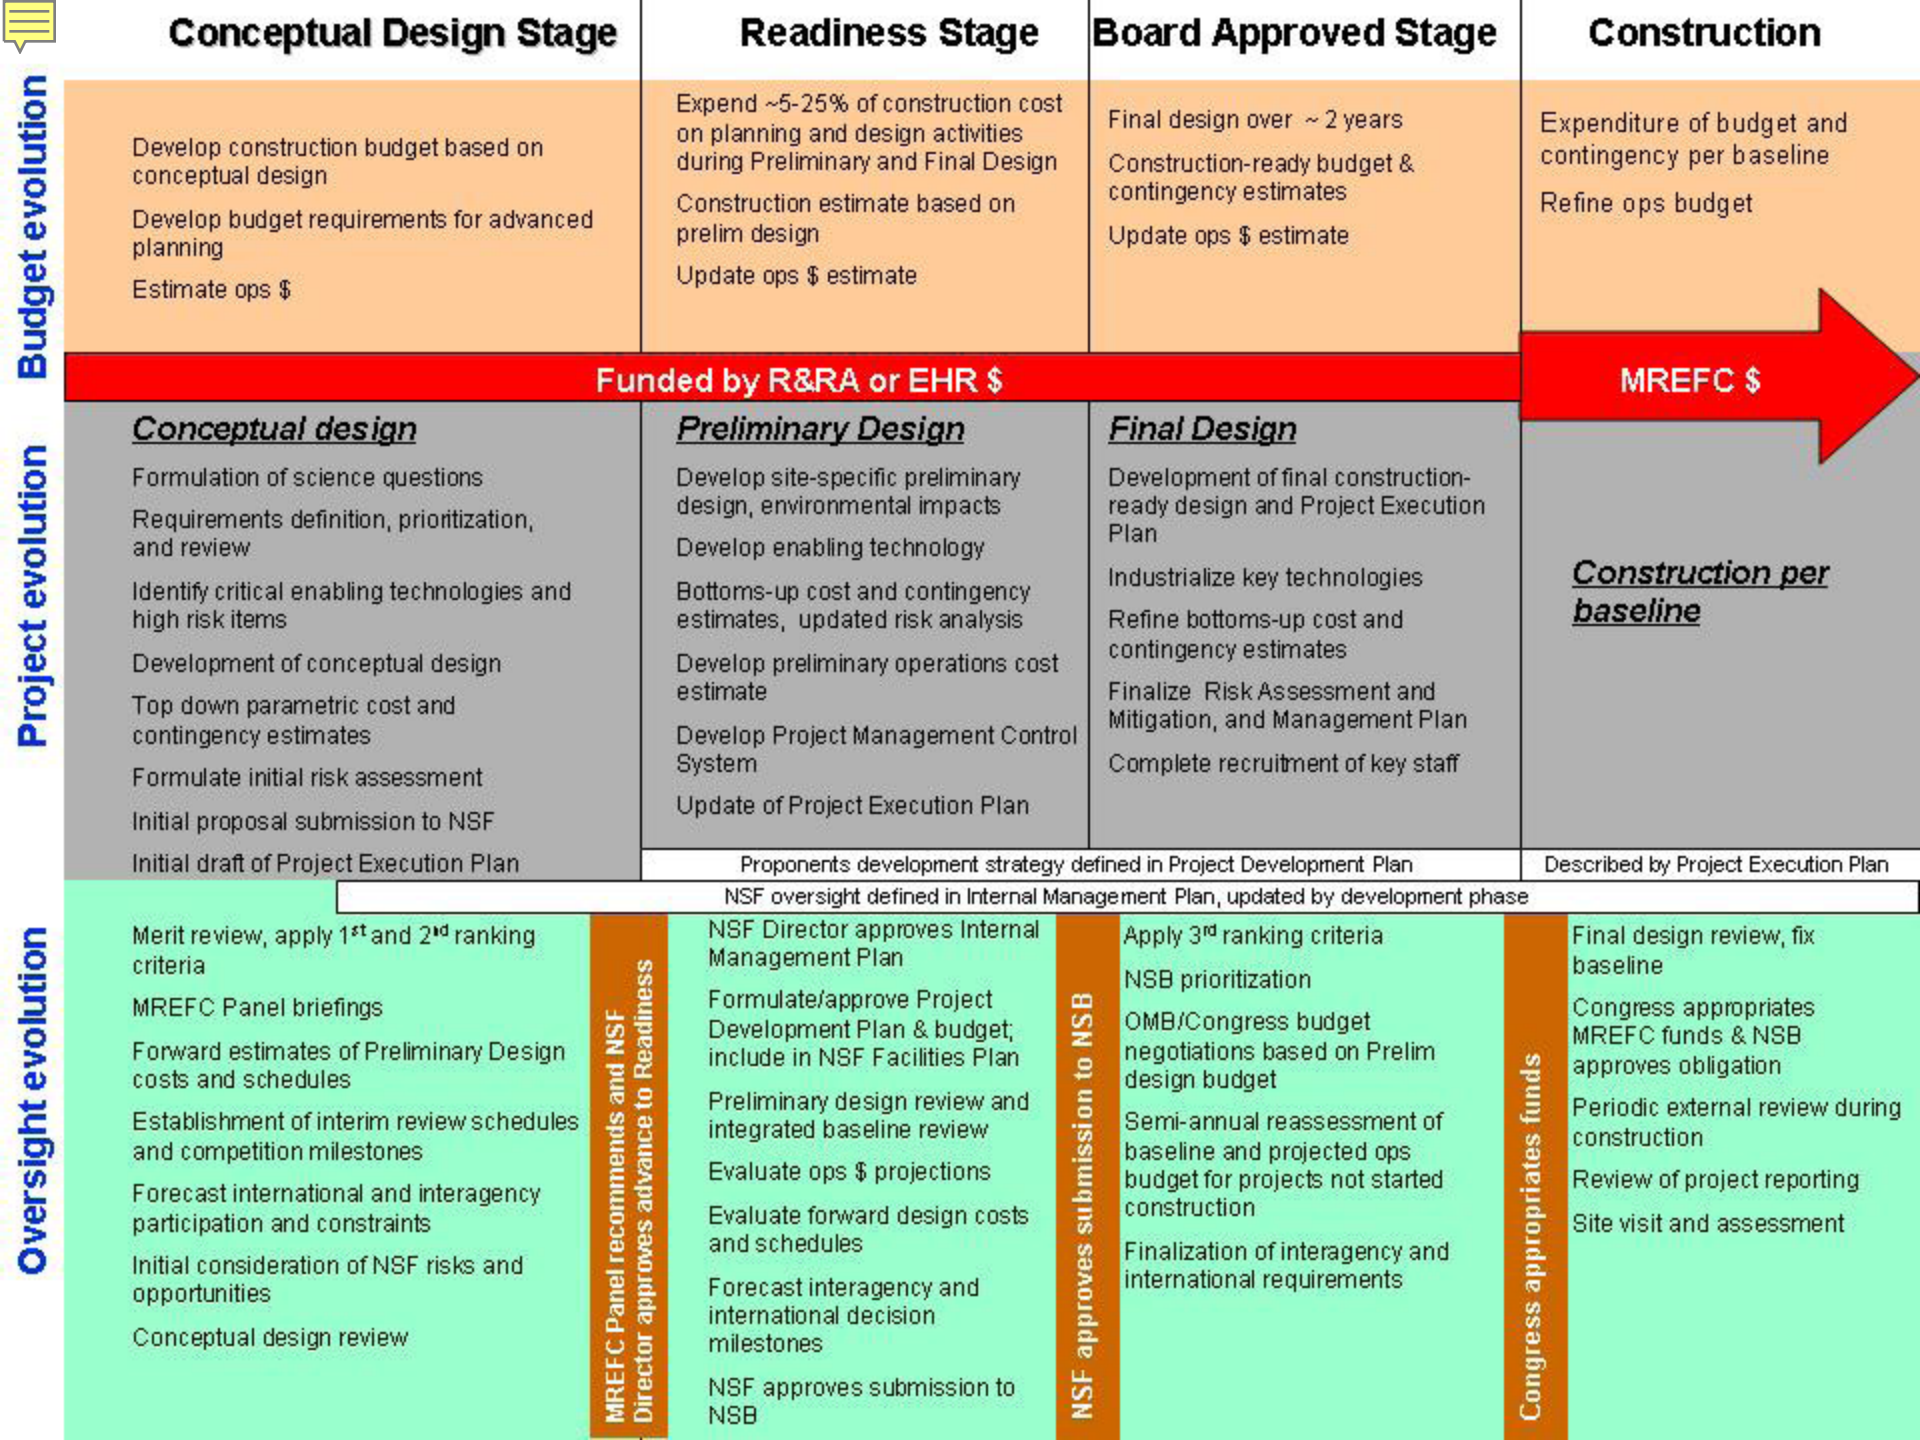 Conceptual Design Stage
Readiness Stage
Board Approved Stage
Construction
Budget evolution
Develop construction budget based on
conceptual design
Develop budget requirements for advanced
planning
Estimate ops $
Expend ~5-25% of construction cost
on planning and design activities
during Preliminary and Final Design
Construction estimate based on
prelim design
Update ops $ estimate
Final design over ~ 2 years
Construction-ready budget &
contingency estimates
Update ops $ estimate
Expenditure of budget and
contingency per baseline
Refine ops budget
Funded by R&RA or EHR $
MREFC $
Project evolution
Conceptual design
Formulation of science questions
Requirements definition, prioritization,
and review
Identify critical enabling technologies and
high risk items
Development of conceptual design
Top down parametric cost and
contingency estimates
Formulate initial risk assessment
Initial proposal submission to NSF
Initial draft of Project Execution Plan
Preliminary Design
Develop site-specific preliminary
design, environmental impacts
Develop enabling technology
Bottoms-up cost and contingency
estimates, updated risk analysis
Develop preliminary operations cost
estimate
Develop Project Management Control
System
Update of Project Execution Plan
Final Design
Development of final construction-
ready design and Project Execution
Plan
Industrialize key technologies
Refine bottoms-up cost and
contingency estimates
Finalize Risk Assessment and
Mitigation, and Management Plan
Complete recruitment of key staff
Construction per
baseline
Proponents development strategy defined in Project Development Plan
Described by Project Execution Plan
NSF oversight defined in Internal Management Plan, updated by development phase
Oversight evolution
Merit review, apply 1st and 2nd ranking
criteria
MREFC Panel briefings
Forward estimates of Preliminary Design
costs and schedules
Establishment of interim review schedules
and competition milestones
Forecast international and interagency
participation and constraints
Initial consideration of NSF risks and
opportunities
Conceptual design review
MREFC Panel recommends and NSF
Director approves advance to Readiness
NSF Director approves Internal
Management Plan
Formulate/approve Project
Development Plan & budget;
include in NSF Facilities Plan
Preliminary design review and
integrated baseline review
Evaluate ops $ projections
Evaluate forward design costs
and schedules
Forecast interagency and
international decision
milestones
NSF approves submission to
NSB
NSF approves submission to NSB
Apply 3rd ranking criteria
NSB prioritization
OMB/Congress budget
negotiations based on Prelim
design budget
Semi-annual reassessment of
baseline and projected ops
budget for projects not started
construction
Finalization of interagency and
international requirements
Congress appropriates funds
Final design review, fix
baseline
Congress appropriates
MREFC funds & NSB
approves obligation
Periodic external review during
construction
Review of project reporting
Site visit and assessment